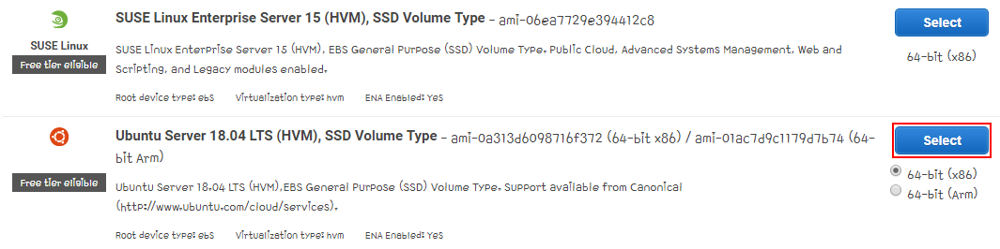 SUSE Linux Enterprise Server 15 (HVM), SSD Volume Type - ami-06ea7729e394412c8
Select
SUSE Linux
Free tier eligible
SUSE Linux Enterprise Server 15 (HVM), EBS General Purpose (SSD) Volume Type. Public Cloud, Advanced Systems Management, Web and
Scripting, and Legacy modules enabled.
64-bit (x86)
Root device type: ebs Virtualization type: hvm ENA Enabled: Yes
Ubuntu Server 18.04 LTS (HVM), SSD Volume Type - ami-0a313d6098716f372 (64-bit x86) / ami-01ac7d9c1179d7b74 (64-
bit Arm)
Select
Free tier eligible
Ubuntu Server 18.04 LTS (HVM),EBS General Purpose (SSD) Volume Type. Support available from Canonical
(http://www.ubuntu.com/cloud/services).
64-bit (x86)
64-bit (Arm)
Root device type: ebs Virtualization type: hvm ENA Enabled: Yes